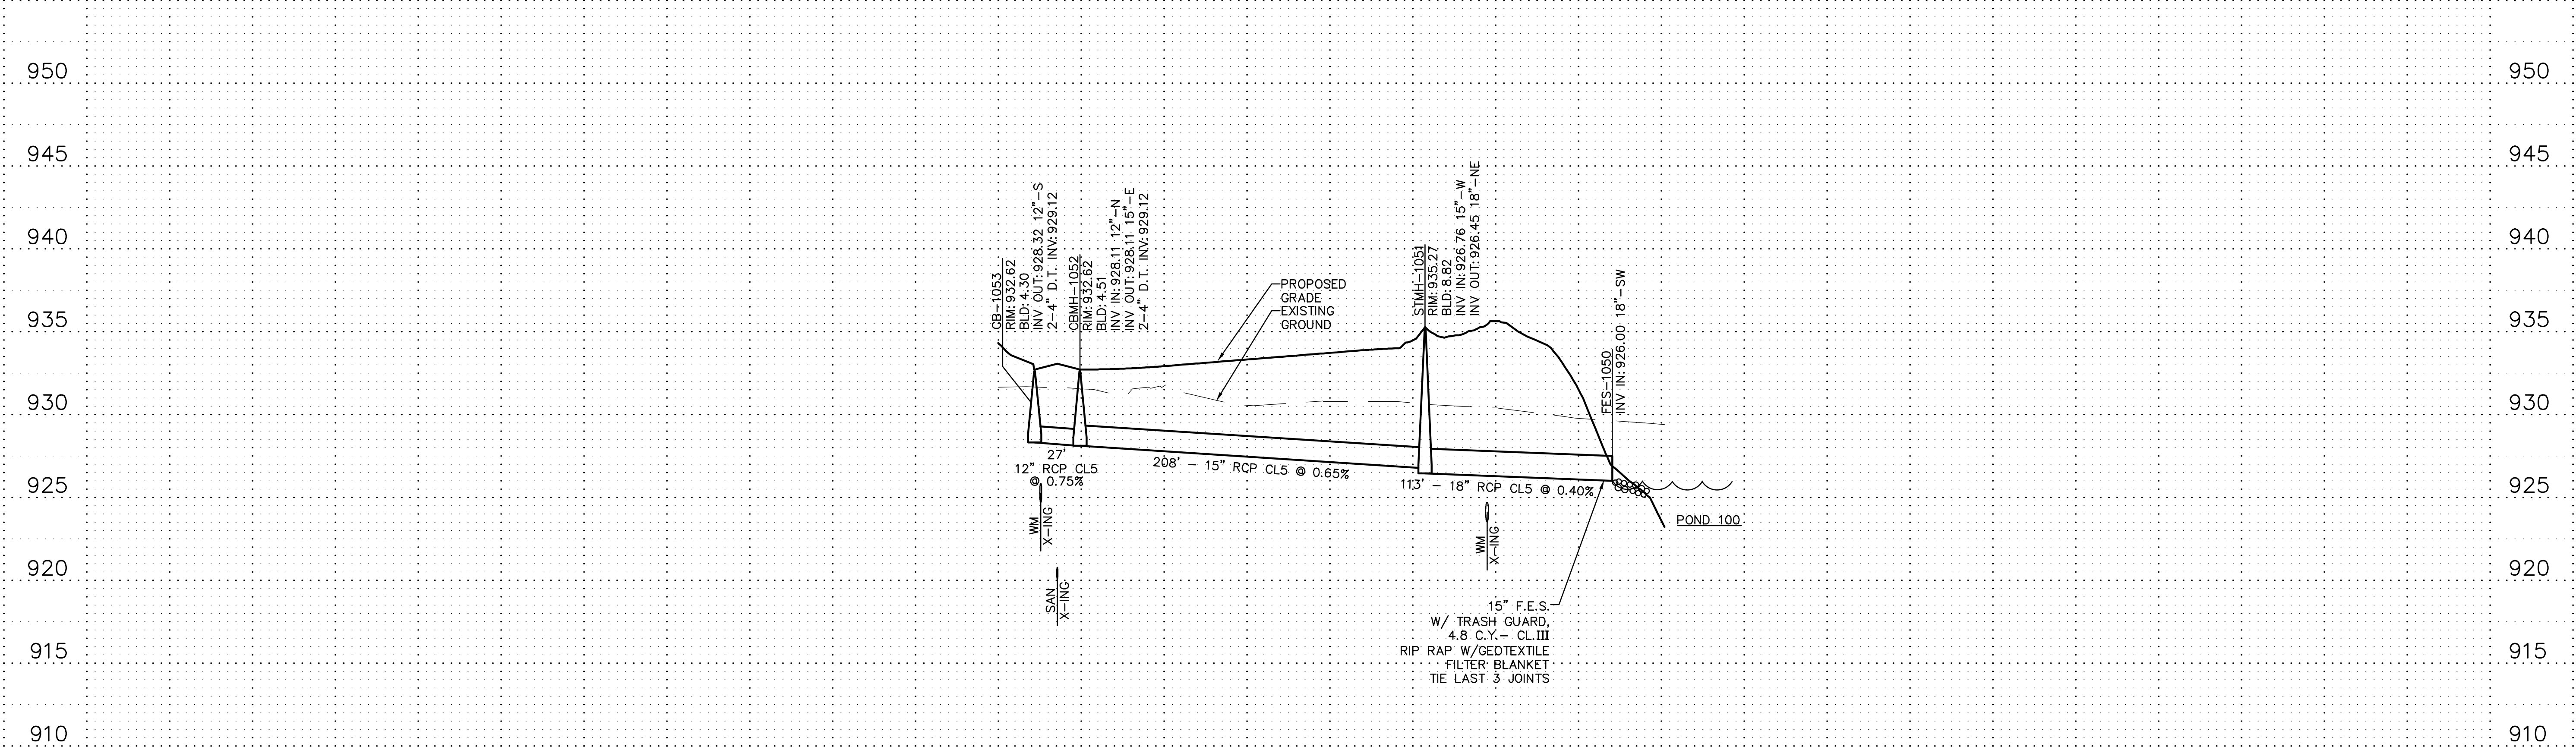 950
945
940
935
930
925
920
915
910
CB-1053
RIM: 932.62
BLD: 4.30
INV OUT: 928.32 12"-S
2-4" D.T. INV: 929.12
CBMH-1052
RIM: 932.62
BLD: 4.51
INV IN: 928.11 12"-N
INV OUT: 928.11 15"-E
2-4" D.T. INV: 929.12
PROPOSED
GRADE
EXISTING
GROUND
STMH-1051
RIM: 935.27
BLD: 8.82
INV IN: 926.76 15"-W
INV OUT: 926.45 18"-NE
FES-1050
INV IN: 926.00 18"-SW
27'
12" RCP CL5
@ 0.75%
208' - 15" RCP CL5 @ 0.65%
113' - 18" RCP CL5 @ 0.40%
WM
X-ING
SAN
X-ING
WM
X-ING
POND 100
15" F.E.S.
W/ TRASH GUARD,
4.8 C.Y.- CL.III
RIP RAP W/GEOTEXTILE
FILTER BLANKET
TIE LAST 3 JOINTS
950
945
940
935
930
925
920
915
910